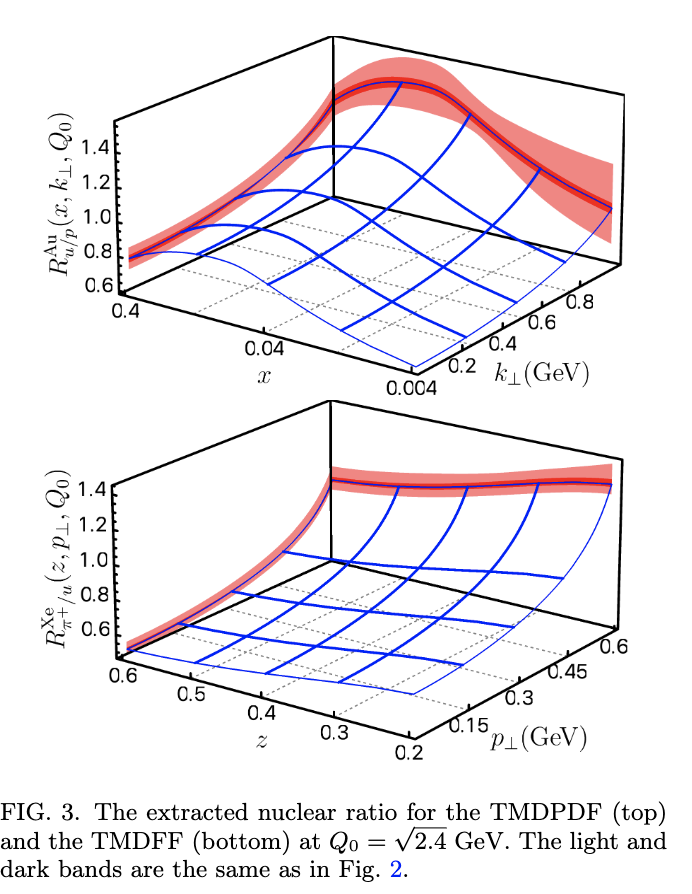 R^{Au}_{u/p}(x, k_⊥, Q_0)
1.4
1.2
1.0
0.8
0.6
0.4
0.04
0.004
x
0.2
0.4
0.6
0.8
k_⊥(GeV)
R^{Xe}_{π^+/u}(z, p_⊥, Q_0)
1.4
1.2
1.0
0.8
0.6
0.6
0.5
0.4
0.3
0.2
z
0.15
0.3
0.45
0.6
p_⊥(GeV)
FIG. 3. The extracted nuclear ratio for the TMDPDF (top)
and the TMDFF (bottom) at Q_0 = √2.4 GeV. The light and
dark bands are the same as in Fig. 2.